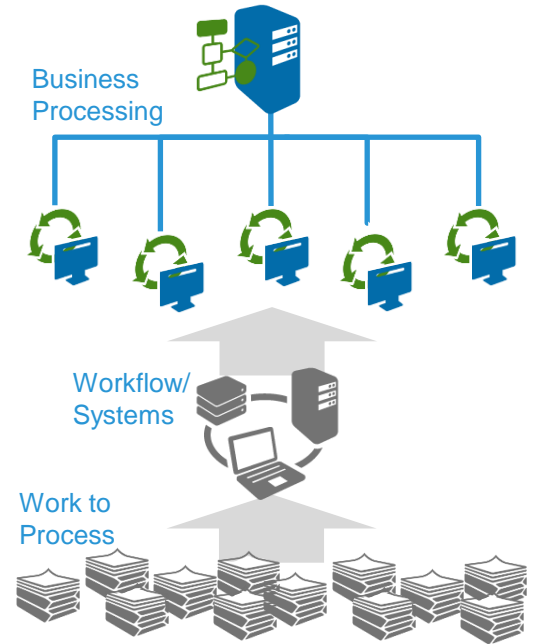 Business
Processing
Workflow/
Systems
Work to
Process